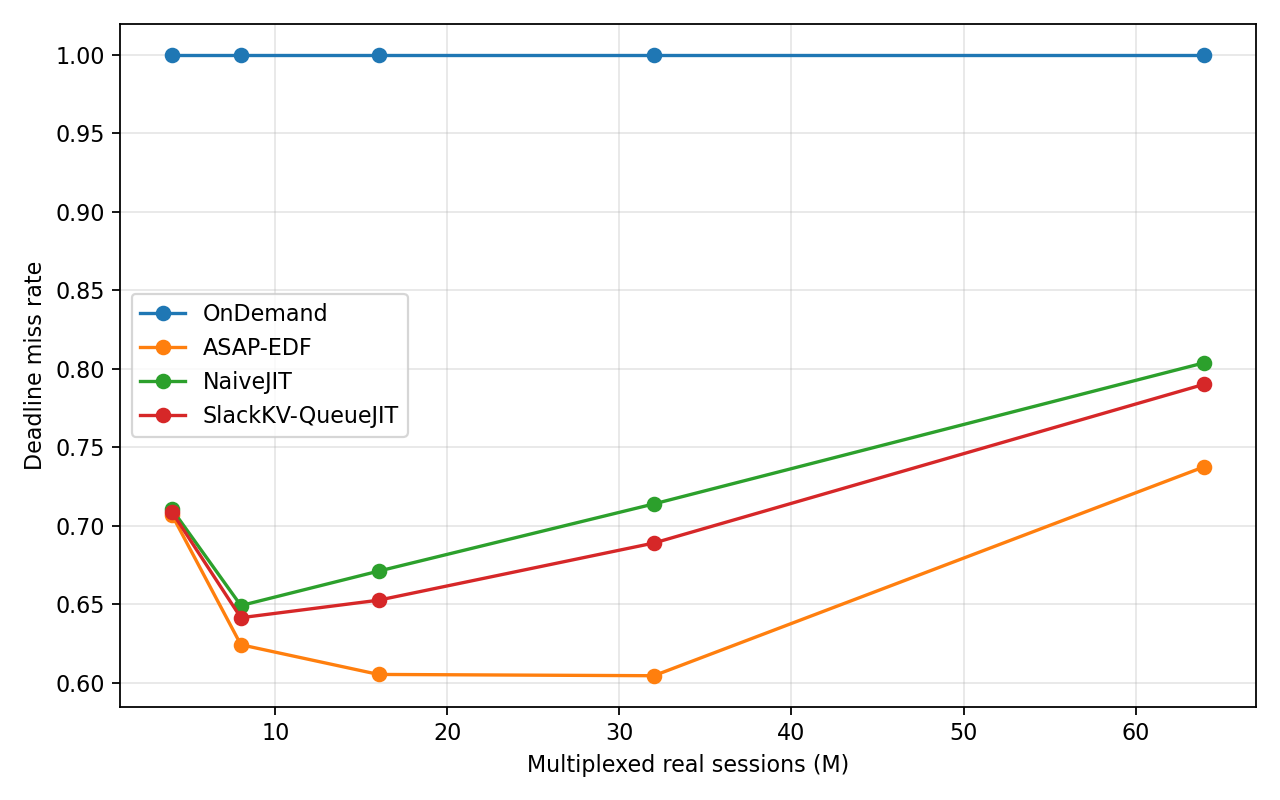 1.00
0.95
0.90
0.85
0.80
0.75
0.70
0.65
0.60
Deadline miss rate
OnDemand
ASAP-EDF
NaiveJIT
SlackKV-QueueJIT
10 20 30 40 50 60
Multiplexed real sessions (M)